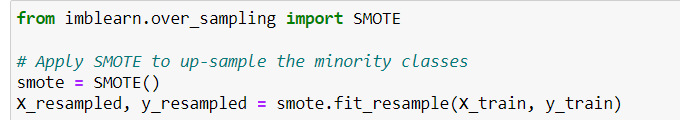 from imblearn.over_sampling import SMOTE
# Apply SMOTE to up-sample the minority classes
smote = SMOTE()
X_resampled, y_resampled = smote.fit_resample(X_train, y_train)